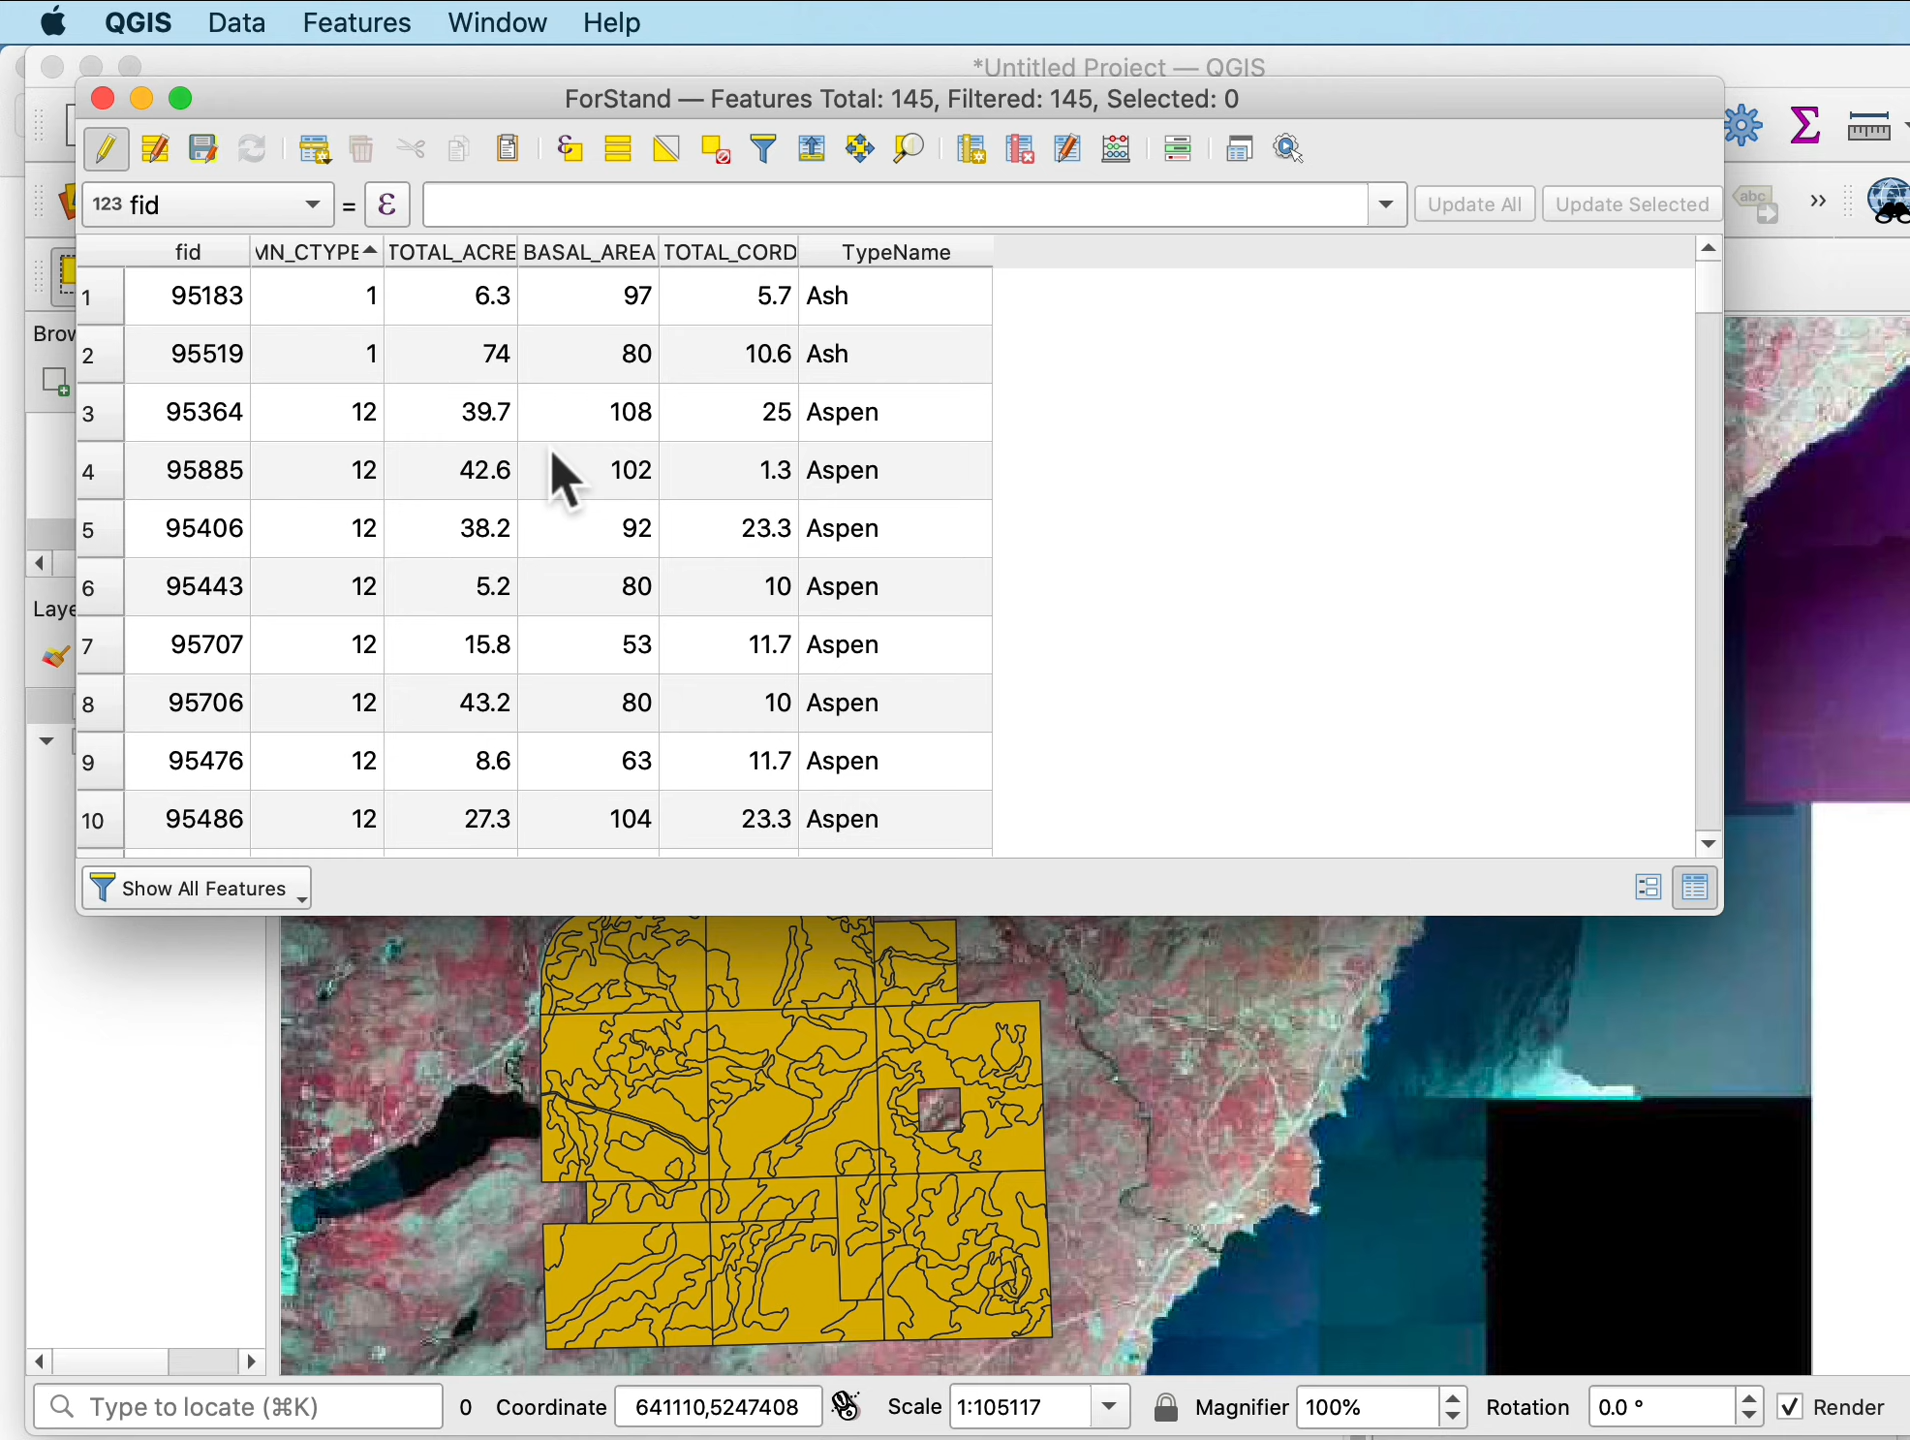 QGIS Data Features Window Help
*Untitled Project — QGIS
ForStand — Features Total: 145, Filtered: 145, Selected: 0
123 fid = ε Update All Update Selected abc
fid MN_CTYPE TOTAL_ACRE BASAL_AREA TOTAL_CORD TypeName
1 95183 1 6.3 97 5.7 Ash
2 95519 1 74 80 10.6 Ash
3 95364 12 39.7 108 25 Aspen
4 95885 12 42.6 102 1.3 Aspen
5 95406 12 38.2 92 23.3 Aspen
6 95443 12 5.2 80 10 Aspen
7 95707 12 15.8 53 11.7 Aspen
8 95706 12 43.2 80 10 Aspen
9 95476 12 8.6 63 11.7 Aspen
10 95486 12 27.3 104 23.3 Aspen
Brow
Laye
Show All Features
Type to locate (⌘K) 0 Coordinate 641110,5247408 Scale 1:105117 Magnifier 100% Rotation 0.0 ° Render